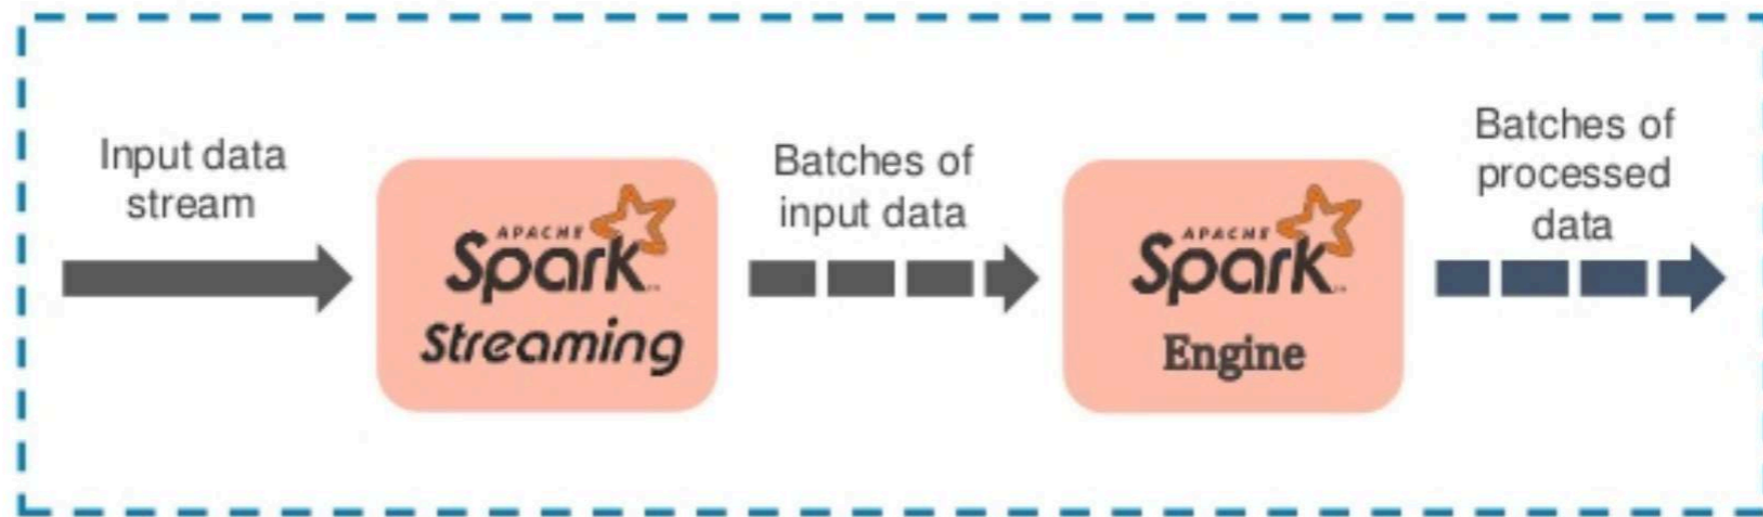 Input data
stream
APACHE
Spark
Streaming
Batches of
input data
APACHE
Spark
Engine
Batches of
processed
data